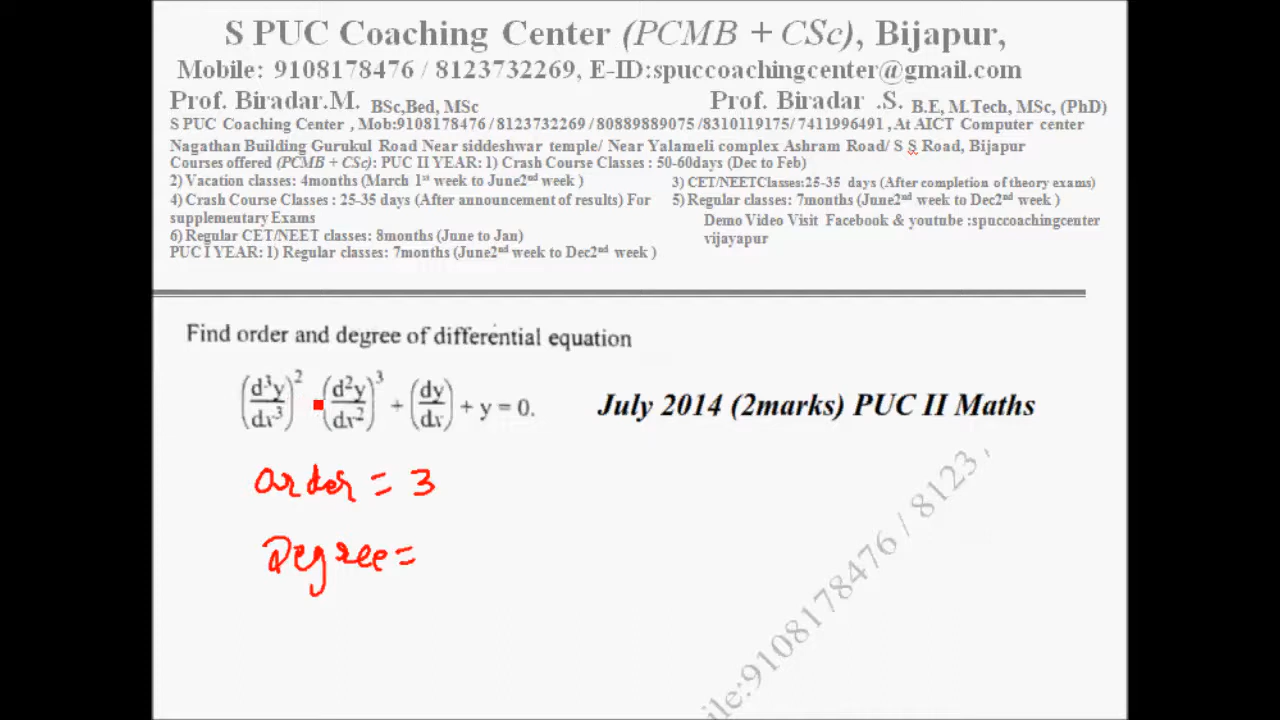 S PUC Coaching Center (PCMB + CSc), Bijapur,
Mobile: 9108178476 / 8123732269, E-ID:spuccoachingcenter@gmail.com
Prof. Biradar.M. BSc,Bed, MSc Prof. Biradar .S. B.E, M.Tech, MSc, (PhD)
S PUC Coaching Center , Mob:9108178476 / 8123732269 / 80889889075 /8310119175/ 7411996491 , At AICT Computer center
Nagathan Building Gurukul Road Near siddeshwar temple/ Near Yalameli complex Ashram Road/ S S Road, Bijapur
Courses offered (PCMB + CSc): PUC II YEAR: 1) Crash Course Classes : 50-60days (Dec to Feb)
2) Vacation classes: 4months (March 1st week to June2nd week ) 3) CET/NEETClasses:25-35 days (After completion of theory exams)
4) Crash Course Classes : 25-35 days (After announcement of results) For 5) Regular classes: 7months (June2nd week to Dec2nd week )
supplementary Exams Demo Video Visit Facebook & youtube :spuccoachingcenter
6) Regular CET/NEET classes: 8months (June to Jan) vijayapur
PUC I YEAR: 1) Regular classes: 7months (June2nd week to Dec2nd week )
Find order and degree of differential equation
(d³y/dx³)² (d²y/dx²)³ + (dy/dx) + y = 0. July 2014 (2marks) PUC II Maths
order = 3
Degree =
ile:9108178476 / 8123,